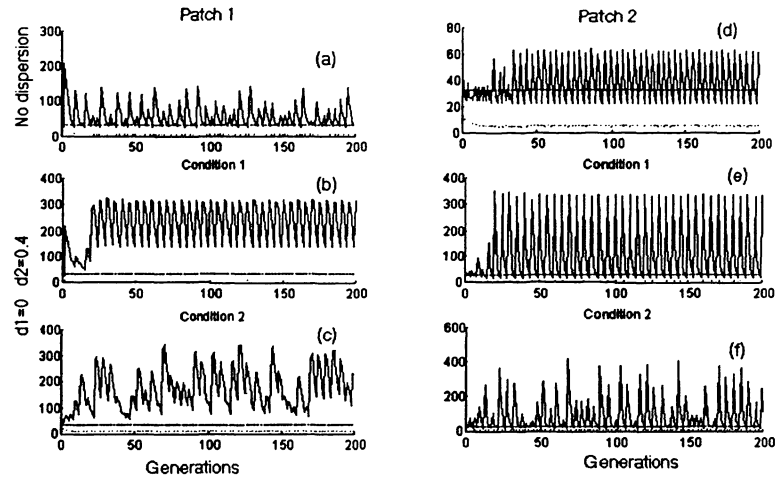 Patch 1
Patch 2
No dispersion
300
200
100
0
(a)
0 50 100 150 200
80
60
40
20
0
(d)
0 50 100 150 200
Condition 1
Condition 1
d1=0 d2=0.4
400
300
200
100
0
(b)
0 50 100 150 200
400
300
200
100
0
(e)
0 50 100 150 200
Condition 2
Condition 2
400
300
200
100
0
(c)
0 50 100 150 200
Generations
600
400
200
0
(f)
0 50 100 150 200
Generations